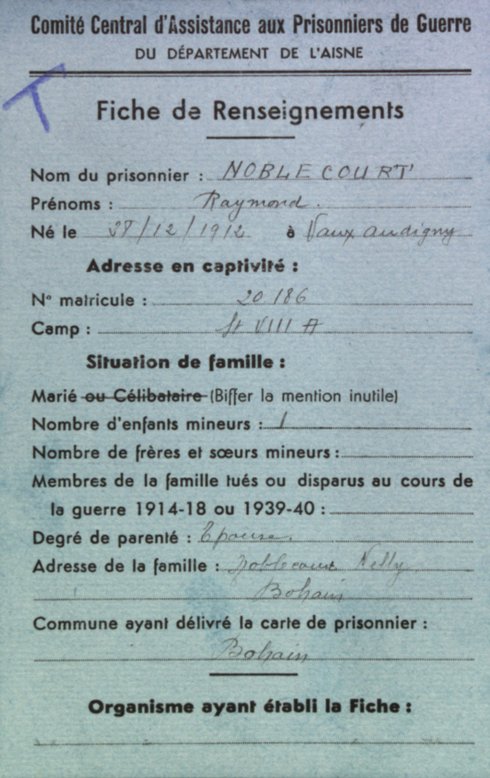 Comité Central d'Assistance aux Prisonniers de Guerre
DU DÉPARTEMENT DE L'AISNE
T
Fiche de Renseignements
Nom du prisonnier : NOBLECOURT
Prénoms : Raymond.
Né le 28/12/1912 à Vaux andigny
Adresse en captivité :
N° matricule : 20 186
Camp : St VIII A
Situation de famille :
Marié ou Célibataire (Biffer la mention inutile)
Nombre d'enfants mineurs : 1
Nombre de frères et sœurs mineurs :
Membres de la famille tués ou disparus au cours de
la guerre 1914-18 ou 1939-40 :
Degré de parenté : Epouse.
Adresse de la famille : Noblecourt Nelly
Bohain
Commune ayant délivré la carte de prisonnier :
Bohain
Organisme ayant établi la Fiche :